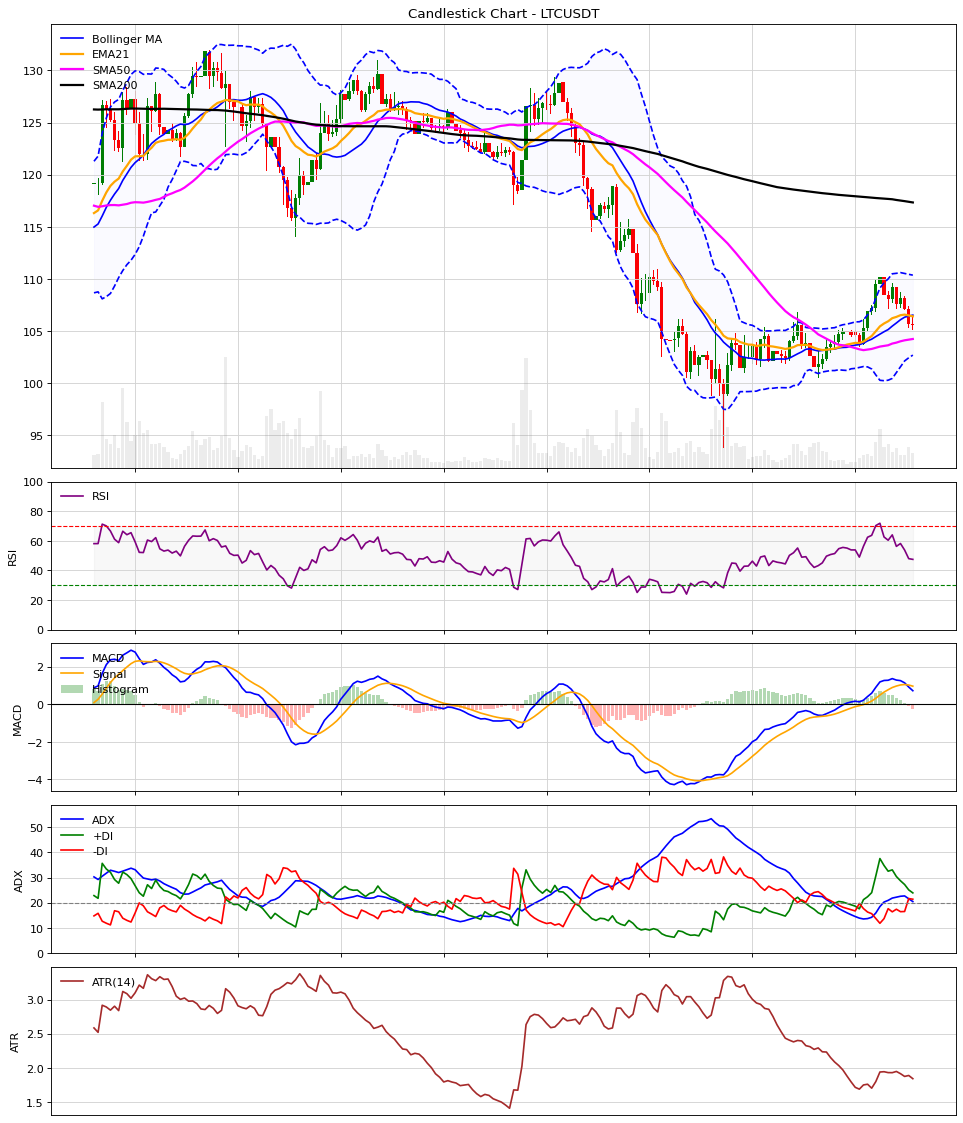 Candlestick Chart - LTCUSDT
Bollinger MA
EMA21
SMA50
SMA200
130
125
120
115
110
105
100
95
RSI
100
80
60
40
20
0
RSI
MACD
Signal
Histogram
2
0
−2
−4
MACD
ADX
+DI
-DI
50
40
30
20
10
0
ADX
ATR(14)
3.0
2.5
2.0
1.5
ATR